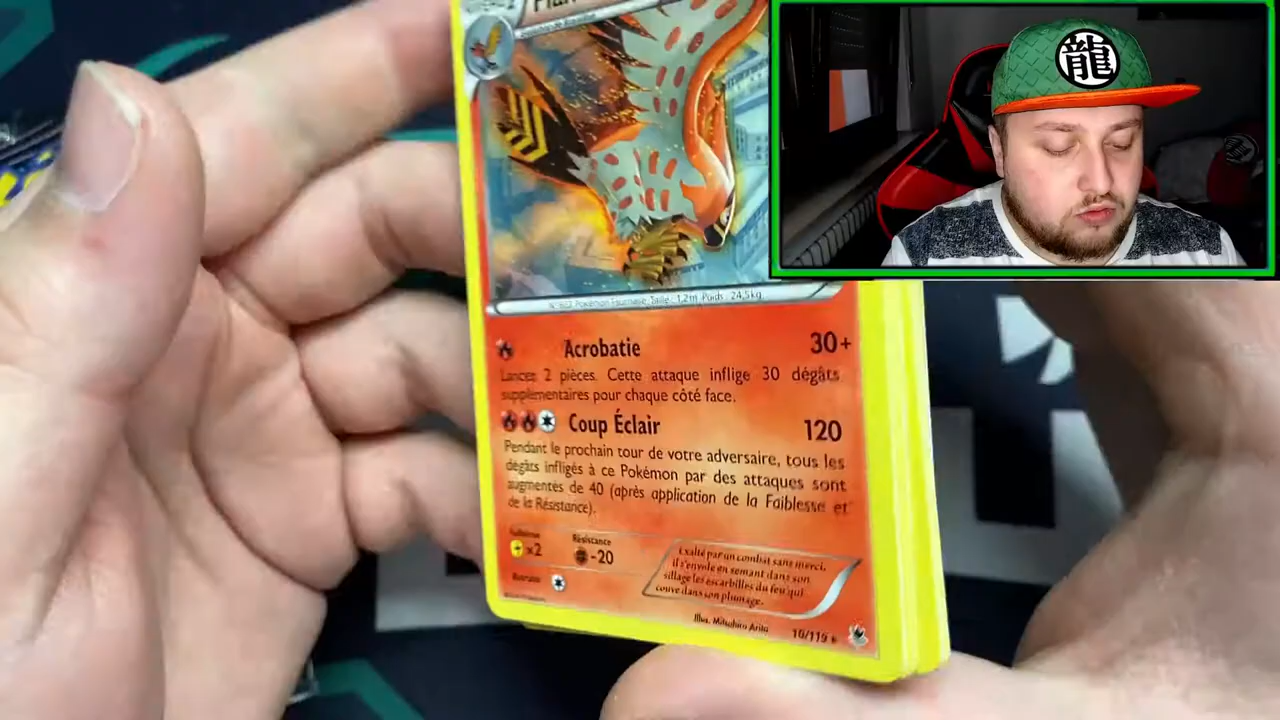 龍
N° 663 Pokémon Fournaise Taille : 1,2m Poids : 24,5kg
Acrobatie 30+
Lancez 2 pièces. Cette attaque inflige 30 dégâts
supplémentaires pour chaque côté face.
Coup Éclair 120
Pendant le prochain tour de votre adversaire, tous les
dégâts infligés à ce Pokémon par des attaques sont
augmentés de 40 (après application de la Faiblesse et
de la Résistance).
Faiblesse Résistance
×2 -20
Retraite
Exalté par un combat sans merci,
il s'envole en semant dans son
sillage les escarbilles du feu qui
couve dans son plumage.
Illus. Mitsuhiro Arita 10/119